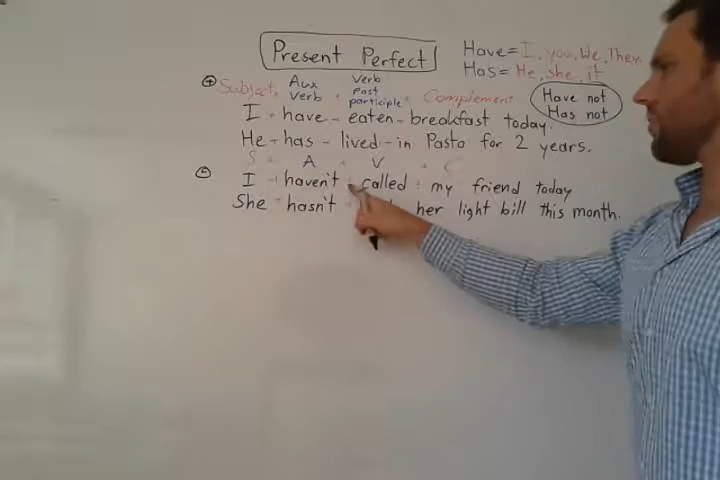 Present Perfect
Have = I, you, We, They
Has = He, she, it
Have not
Has not
+ Subject + Aux Verb + Verb Past participle + Complement
I - have - eaten - breakfast today.
He - has - lived - in Pasto for 2 years.
S + A + V + C
- I + haven't + called + my friend today
She - hasn't her light bill this month.